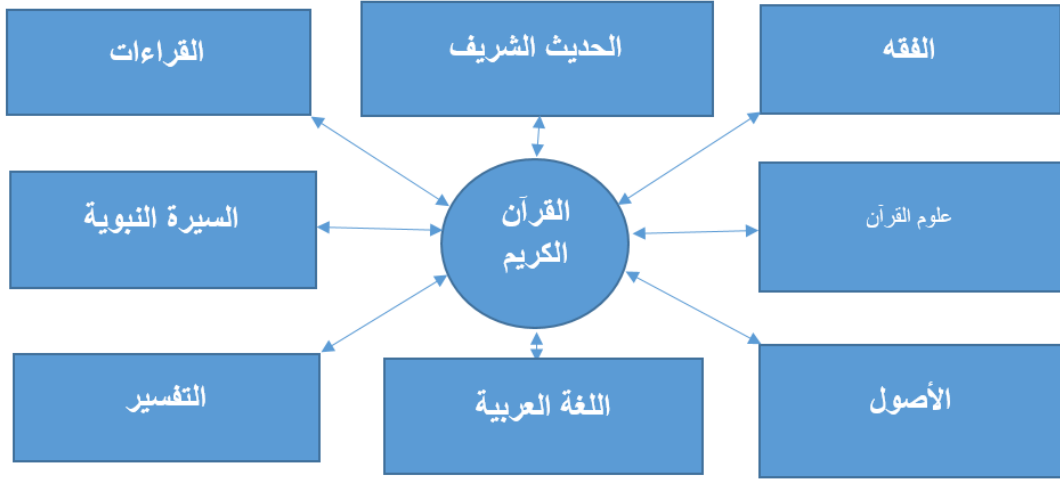 الفقه
الحديث الشريف
القراءات
علوم القرآن
القرآن
الكريم
السيرة النبوية
الأصول
اللغة العربية
التفسير